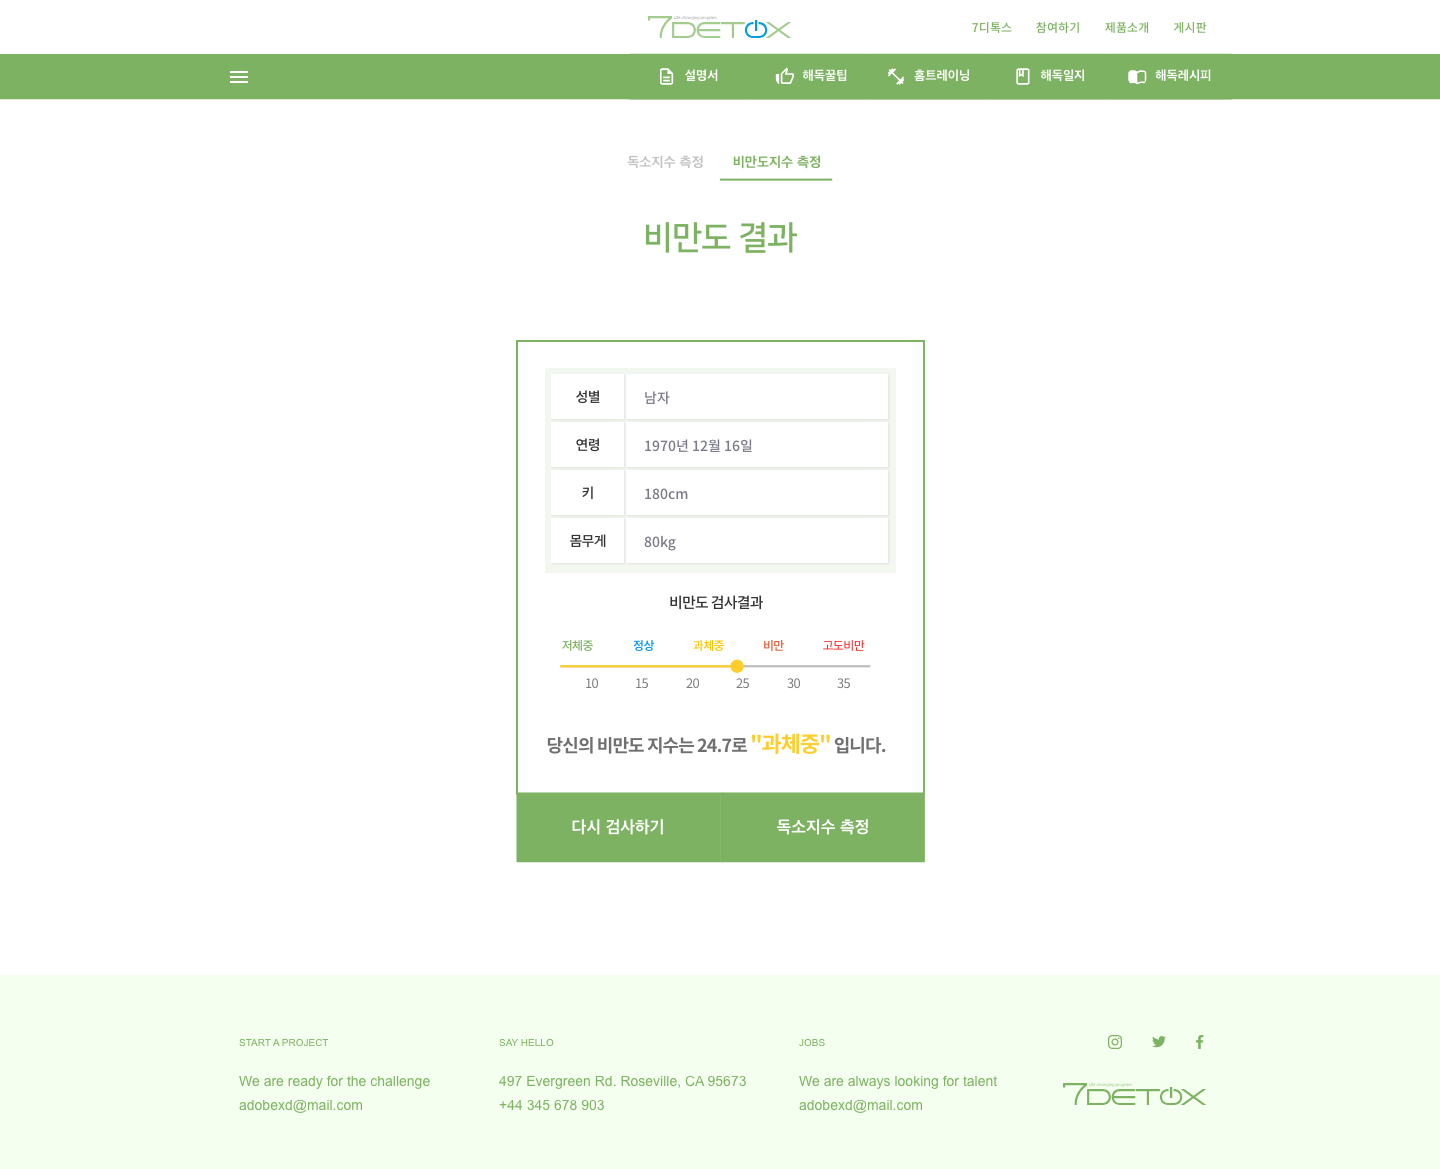 7DETOX
7디톡스 참여하기 제품소개 게시판
설명서 해독꿀팁 홈트레이닝 해독일지 해독레시피
독소지수 측정 비만도지수 측정
비만도 결과
성별 남자
연령 1970년 12월 16일
키 180cm
몸무게 80kg
비만도 검사결과
저체중 정상 과체중 비만 고도비만
10 15 20 25 30 35
당신의 비만도 지수는 24.7로 "과체중" 입니다.
다시 검사하기 독소지수 측정
START A PROJECT
We are ready for the challenge
adobexd@mail.com
SAY HELLO
497 Evergreen Rd. Roseville, CA 95673
+44 345 678 903
JOBS
We are always looking for talent
adobexd@mail.com
7DETOX